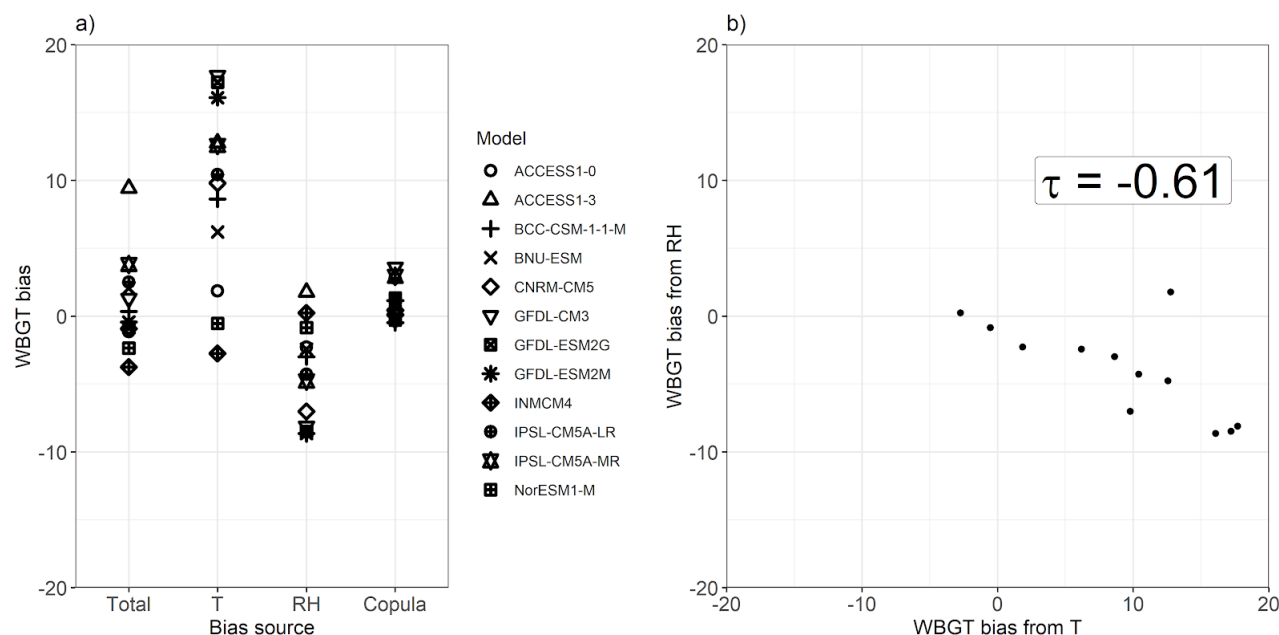 a)
20
10
0
-10
-20
WBGT bias
Total T RH Copula
Bias source
Model
ACCESS1-0
ACCESS1-3
BCC-CSM-1-1-M
BNU-ESM
CNRM-CM5
GFDL-CM3
GFDL-ESM2G
GFDL-ESM2M
INMCM4
IPSL-CM5A-LR
IPSL-CM5A-MR
NorESM1-M
b)
20
10
0
-10
-20
WBGT bias from RH
τ = -0.61
-20 -10 0 10 20
WBGT bias from T